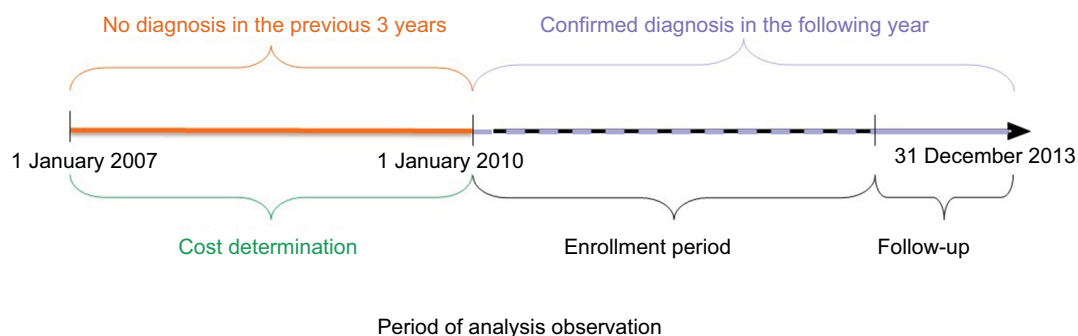 No diagnosis in the previous 3 years
Confirmed diagnosis in the following year
1 January 2007
1 January 2010
31 December 2013
Cost determination
Enrollment period
Follow-up
Period of analysis observation